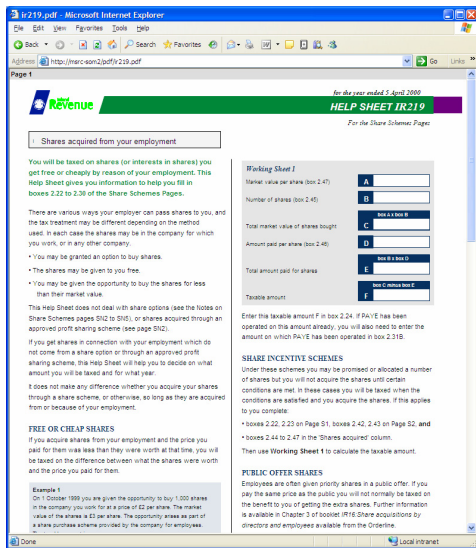 ir219.pdf - Microsoft Internet Explorer
File Edit View Favorites Tools Help
Back Search Favorites
Address http://msrc-som2/pdf/ir219.pdf Go Links »
Page 1
for the year ended 5 April 2000
Revenue
HELP SHEET IR219
For the Share Schemes Pages
Shares acquired from your employment
You will be taxed on shares (or interests in shares) you
get free or cheaply by reason of your employment. This
Help Sheet gives you information to help you fill in
boxes 2.22 to 2.30 of the Share Schemes Pages.
There are various ways your employer can pass shares to you, and
the tax treatment may be different depending on the method
used. In each case the shares may be in the company for which
you work, or in any other company.
• You may be granted an option to buy shares.
• The shares may be given to you free.
• You may be given the opportunity to buy the shares for less
than their market value.
This Help Sheet does not deal with share options (see the Notes on
Share Schemes pages SN2 to SN5), or shares acquired through an
approved profit sharing scheme (see page SN2).
If you get shares in connection with your employment which do
not come from a share option or through an approved profit
sharing scheme, this Help Sheet will help you to decide on what
amount you will be taxed and for what year.
It does not make any difference whether you acquire your shares
through a share scheme, or otherwise, so long as they are acquired
from or because of your employment.
FREE OR CHEAP SHARES
If you acquire shares from your employment and the price you
paid for them was less than they were worth at that time, you will
be taxed on the difference between what the shares were worth
and the price you paid for them.
Example 1
On 1 October 1999 you are given the opportunity to buy 1,000 shares
in the company you work for at a price of £2 per share. The market
value of the shares is £3 per share. The opportunity arises as part of
a share purchase scheme provided by the company for employees.
Working Sheet 1
Market value per share (box 2.47) A
Number of shares (box 2.45) B
box A x box B
Total market value of shares bought C
Amount paid per share (box 2.46) D
box B x box D
Total amount paid for shares E
box C minus box E
Taxable amount F
Enter this taxable amount F in box 2.24. If PAYE has been
operated on this amount already, you will also need to enter the
amount on which PAYE has been operated in box 2.31B.
SHARE INCENTIVE SCHEMES
Under these schemes you may be promised or allocated a number
of shares but you will not acquire the shares until certain
conditions are met. In these cases you will be taxed when the
conditions are satisfied and you acquire the shares. If this applies
to you complete:
• boxes 2.22, 2.23 on Page S1, boxes 2.42, 2.43 on Page S2, and
• boxes 2.44 to 2.47 in the 'Shares acquired' column.
Then use Working Sheet 1 to calculate the taxable amount.
PUBLIC OFFER SHARES
Employees are often given priority shares in a public offer. If you
pay the same price as the public you will not normally be taxed on
the benefit to you of getting the extra shares. Further information
is available in Chapter 3 of booklet IR16 Share acquisitions by
directors and employees available from the Orderline.
Done
Local intranet